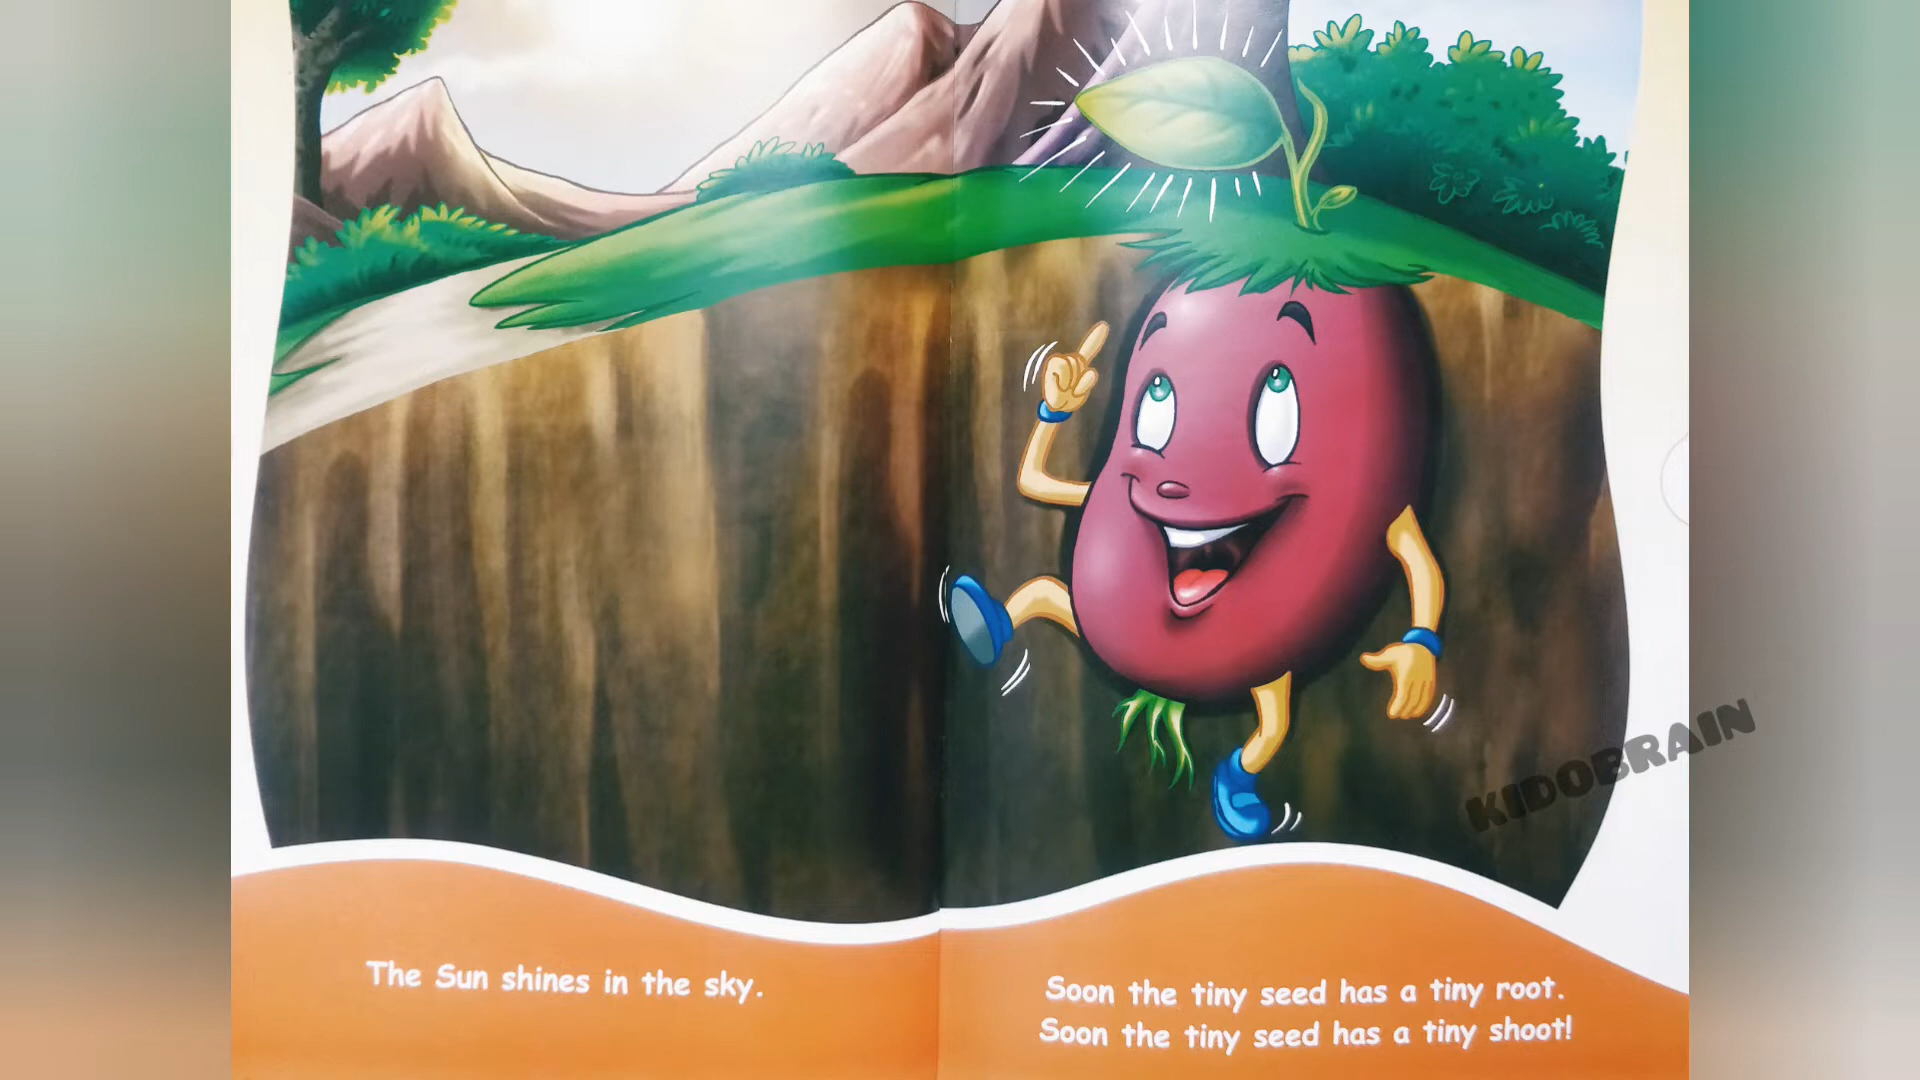 KIDOBRAIN
The Sun shines in the sky.
Soon the tiny seed has a tiny root.
Soon the tiny seed has a tiny shoot!